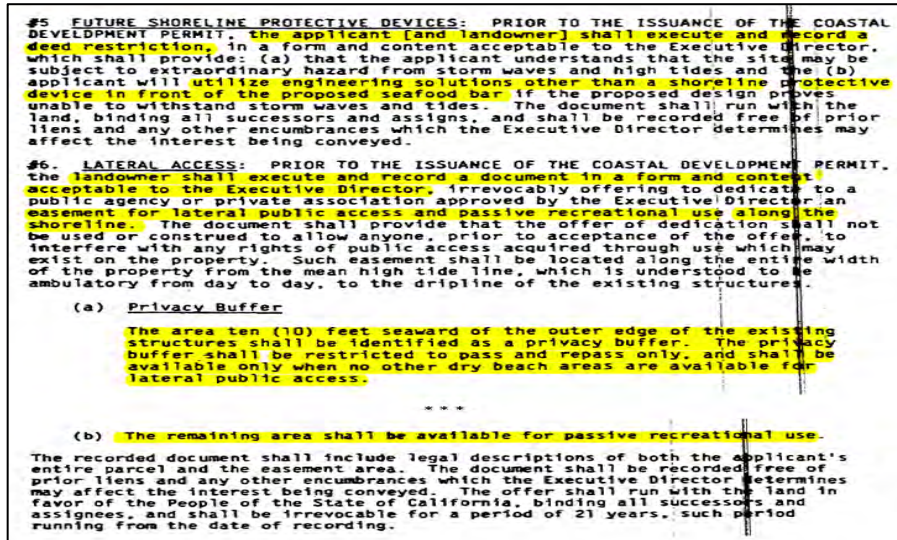 #5 FUTURE SHORELINE PROTECTIVE DEVICES: PRIOR TO THE ISSUANCE OF THE COASTAL
DEVELOPMENT PERMIT, the applicant [and landowner] shall execute and record a
deed restriction, in a form and content acceptable to the Executive Director,
which shall provide: (a) that the applicant understands that the site may be
subject to extraordinary hazard from storm waves and high tides and the (b)
applicant will utilize engineering solutions other than a shoreline protective
device in front of the proposed seafood bar if the proposed design proves
unable to withstand storm waves and tides. The document shall run with the
land, binding all successors and assigns, and shall be recorded free of prior
liens and any other encumbrances which the Executive Director determines may
affect the interest being conveyed.
#6. LATERAL ACCESS: PRIOR TO THE ISSUANCE OF THE COASTAL DEVELOPMENT PERMIT,
the landowner shall execute and record a document in a form and content
acceptable to the Executive Director, irrevocably offering to dedicate to a
public agency or private association approved by the Executive Director an
easement for lateral public access and passive recreational use along the
shoreline. The document shall provide that the offer of dedication shall not
be used or construed to allow anyone, prior to acceptance of the offer, to
interfere with any rights of public access acquired through use which may
exist on the property. Such easement shall be located along the entire width
of the property from the mean high tide line, which is understood to be
ambulatory from day to day, to the dripline of the existing structures.
(a) Privacy Buffer
The area ten (10) feet seaward of the outer edge of the existing
structures shall be identified as a privacy buffer. The privacy
buffer shall be restricted to pass and repass only, and shall be
available only when no other dry beach areas are available for
lateral public access.
* * *
(b) The remaining area shall be available for passive recreational use.
The recorded document shall include legal descriptions of both the applicant's
entire parcel and the easement area. The document shall be recorded free of
prior liens and any other encumbrances which the Executive Director determines
may affect the interest being conveyed. The offer shall run with the land in
favor of the People of the State of California, binding all successors and
assignees, and shall be irrevocable for a period of 21 years, such period
running from the date of recording.